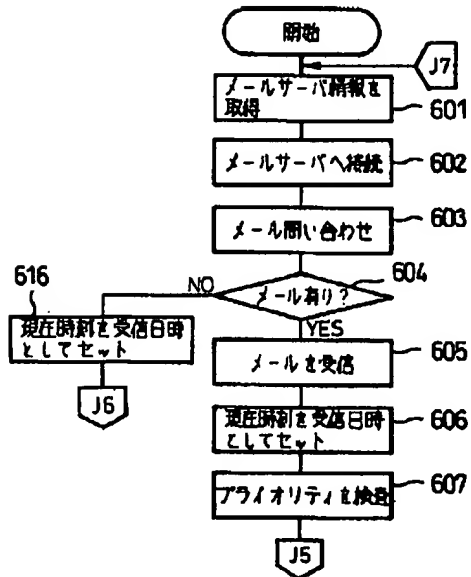 開始
J7
メールサーバ情報を
取得
601
メールサーバへ接続
602
メール問い合わせ
603
616
NO
メール有り?
604
現在時刻を受信日時
としてセット
YES
メールを受信
605
J6
現在時刻を受信日時
としてセット
606
プライオリティを検査
607
J5